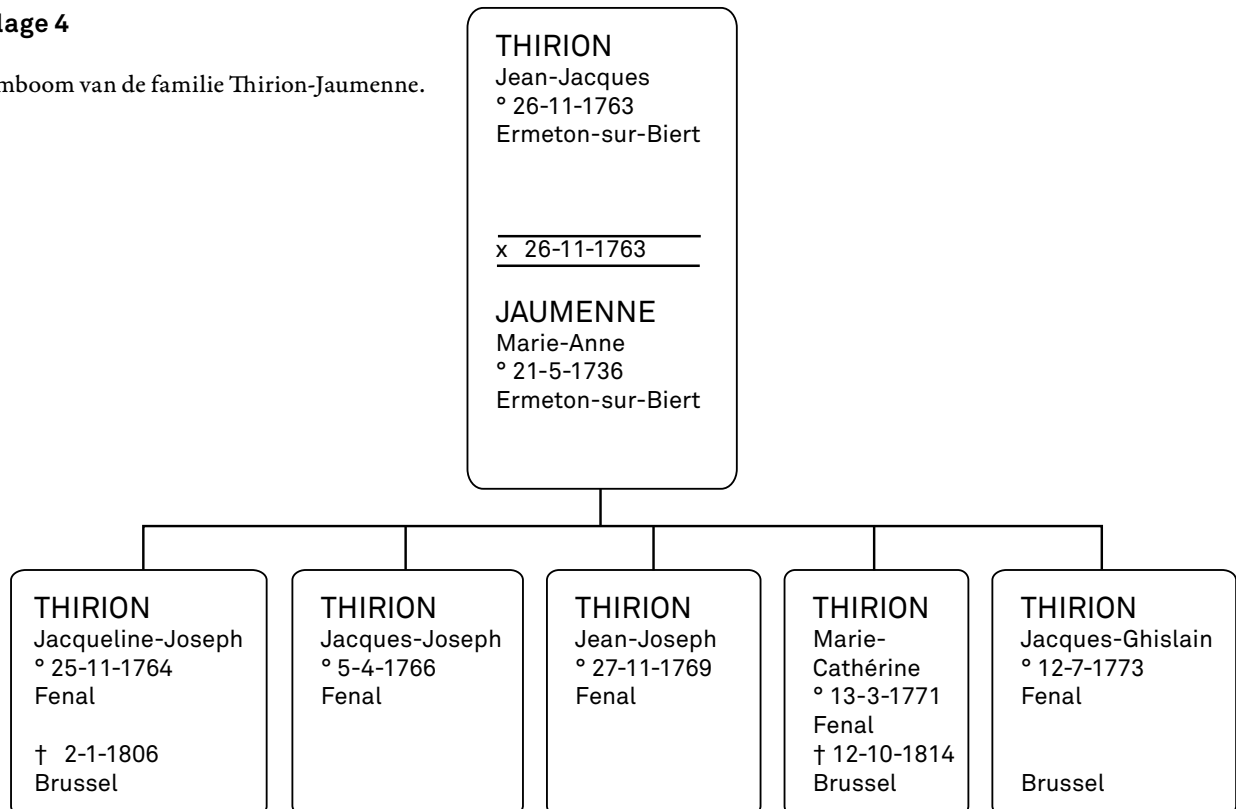 lage 4
mboom van de familie Thirion-Jaumenne.
THIRION
Jean-Jacques
° 26-11-1763
Ermeton-sur-Biert
x 26-11-1763
JAUMENNE
Marie-Anne
° 21-5-1736
Ermeton-sur-Biert
THIRION
Jacqueline-Joseph
° 25-11-1764
Fenal
† 2-1-1806
Brussel
THIRION
Jacques-Joseph
° 5-4-1766
Fenal
THIRION
Jean-Joseph
° 27-11-1769
Fenal
THIRION
Marie-
Cathérine
° 13-3-1771
Fenal
† 12-10-1814
Brussel
THIRION
Jacques-Ghislain
° 12-7-1773
Fenal
Brussel